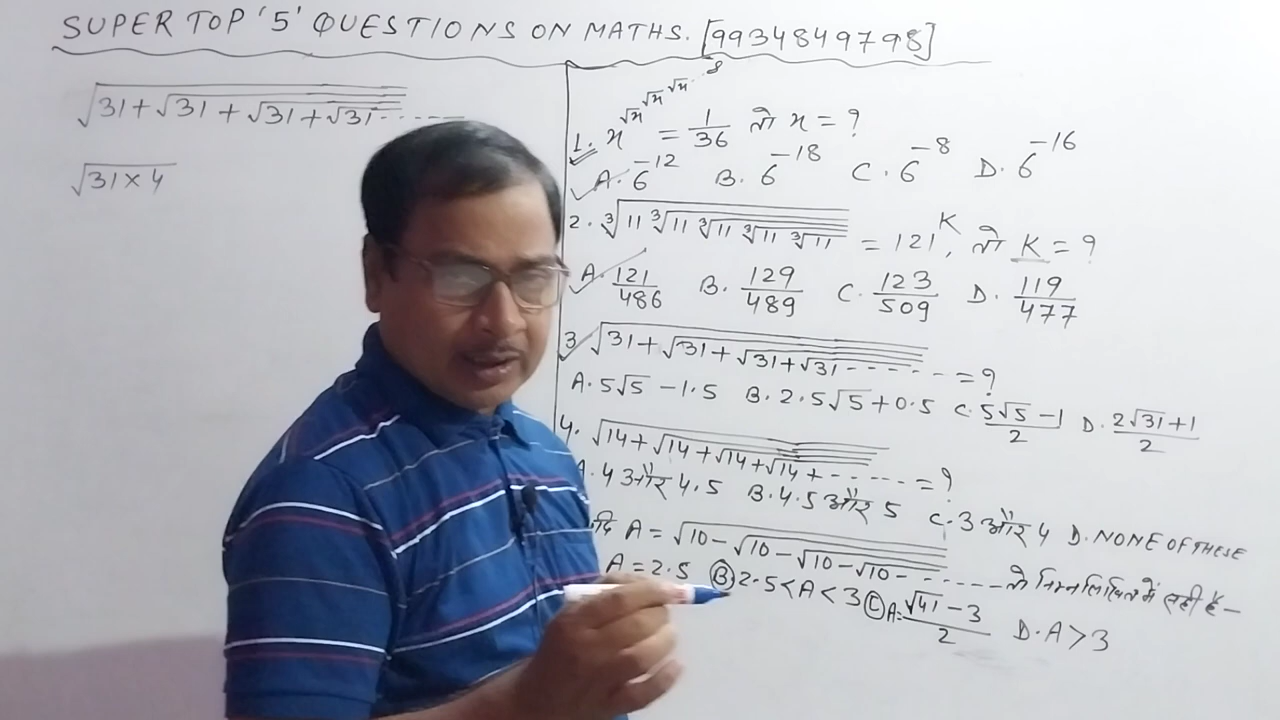 SUPER TOP '5' QUESTIONS ON MATHS. [9934849798]
√31+√31+√31+√31-----
√31×4
1. x^√x^√x^√x..∞ = 1/36 तो x = ?
A. 6^-12 B. 6^-18 C. 6^-8 D. 6^-16
2. ∛11 ∛11 ∛11 ∛11 ∛11 = 121^K, तो K = ?
A. 121/486 B. 129/489 C. 123/509 D. 119/477
3 √31+√31+√31+√31------ = ?
A. 5√5 -1.5 B. 2.5√5+0.5 C. 5√5-1/2 D. 2√31+1/2
4. √14+√14+√14+√14+------ = ?
A. 4 और 4.5 B. 4.5 और 5 C. 3 और 4 D. NONE OF THESE
A = √10-√10-√10-√10------ तो निम्नलिखित में सही है-
A = 2.5 (B) 2.5<A<3 (C) A = √41-3/2 D. A>3